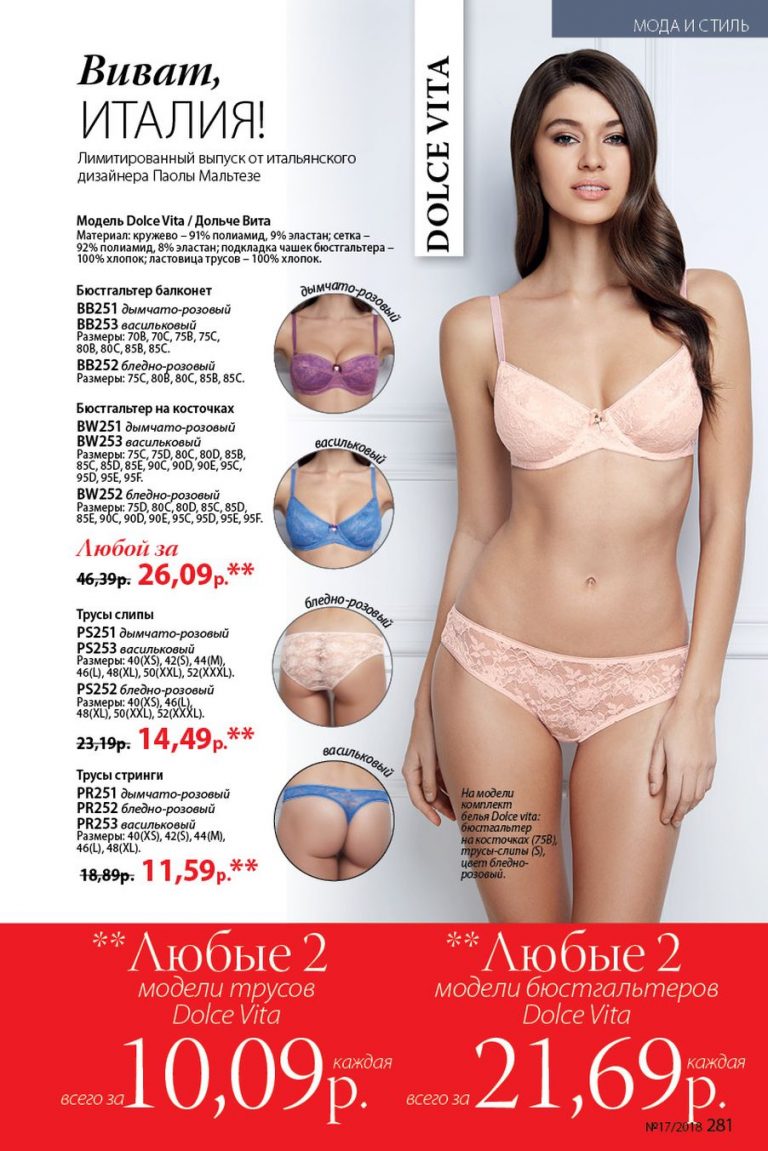 МОДА И СТИЛЬ
Виват,
ИТАЛИЯ!
Лимитированный выпуск от итальянского
дизайнера Паолы Мальтезе
DOLCE VITA
Модель Dolce Vita / Дольче Вита
Материал: кружево – 91% полиамид, 9% эластан; сетка –
92% полиамид, 8% эластан; подкладка чашек бюстгальтера –
100% хлопок; ластовица трусов – 100% хлопок.
Бюстгальтер балконет
BB251 дымчато-розовый
BB253 васильковый
Размеры: 70B, 70C, 75B, 75C,
80B, 80C, 85B, 85C.
BB252 бледно-розовый
Размеры: 75C, 80B, 80C, 85B, 85C.
дымчато-розовый
Бюстгальтер на косточках
BW251 дымчато-розовый
BW253 васильковый
Размеры: 75C, 75D, 80C, 80D, 85B,
85C, 85D, 85E, 90C, 90D, 90E, 95C,
95D, 95E, 95F.
BW252 бледно-розовый
Размеры: 75D, 80C, 80D, 85C, 85D,
85E, 90C, 90D, 90E, 95C, 95D, 95E, 95F.
васильковый
Любой за
46,39р. 26,09р.**
Трусы слипы
PS251 дымчато-розовый
PS253 васильковый
Размеры: 40(XS), 42(S), 44(M),
46(L), 48(XL), 50(XXL), 52(XXXL).
PS252 бледно-розовый
Размеры: 40(XS), 46(L),
48(XL), 50(XXL), 52(XXXL).
23,19р. 14,49р.**
бледно-розовый
Трусы стринги
PR251 дымчато-розовый
PR252 бледно-розовый
PR253 васильковый
Размеры: 40(XS), 42(S), 44(M),
46(L), 48(XL).
18,89р. 11,59р.**
васильковый
На модели
комплект
белья Dolce vita:
бюстгальтер
на косточках (75B),
трусы-слипы (S),
цвет бледно-
розовый.
**Любые 2
модели трусов
Dolce Vita
всего за 10,09р. каждая
**Любые 2
модели бюстгальтеров
Dolce Vita
всего за 21,69р. каждая
№17/2018 281